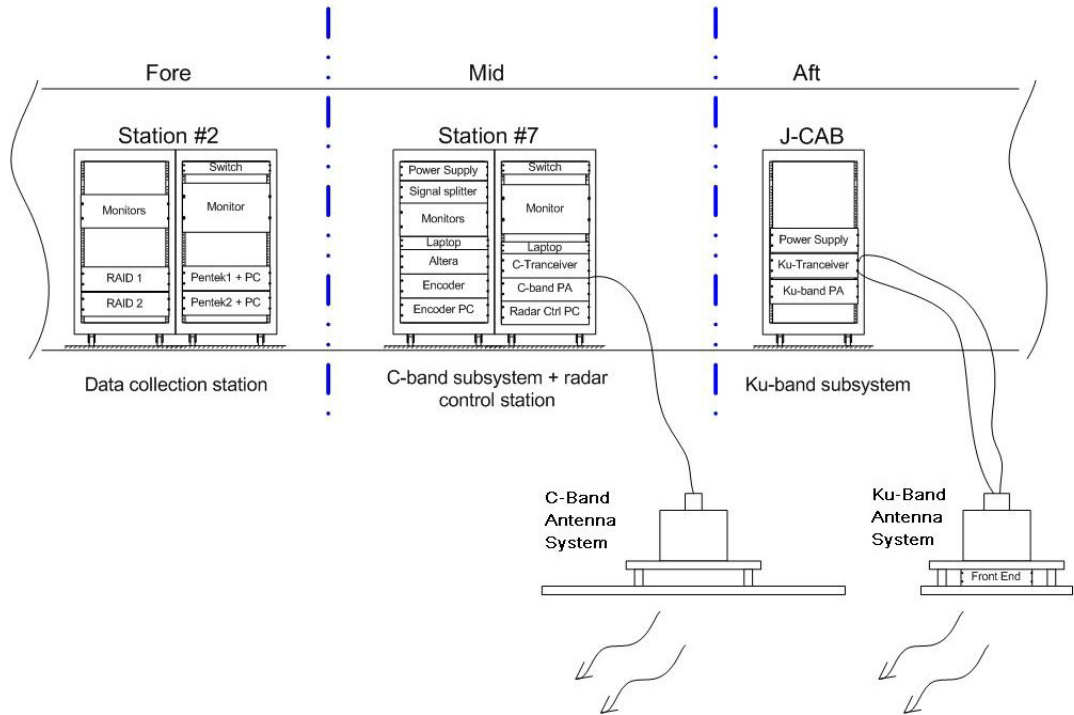 Fore
Mid
Aft
Station #2
Station #7
J-CAB
Monitors
RAID 1
RAID 2
Switch
Monitor
Pentek1 + PC
Pentek2 + PC
Power Supply
Signal splitter
Monitors
Laptop
Altera
Encoder
Encoder PC
Switch
Monitor
Laptop
C-Tranceiver
C-band PA
Radar Ctrl PC
Power Supply
Ku-Tranceiver
Ku-band PA
Data collection station
C-band subsystem + radar
control station
Ku-band subsystem
C-Band
Antenna
System
Ku-Band
Antenna
System
Front End